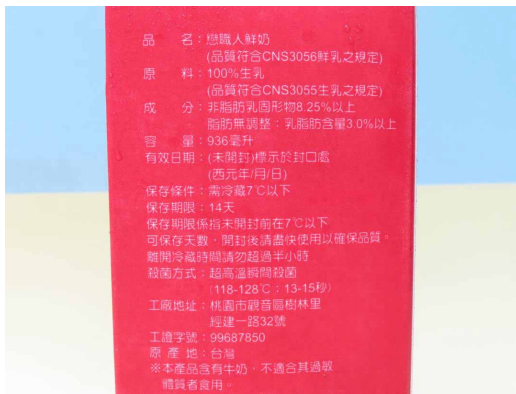 品　　名：戀職人鮮奶
(品質符合CNS3056鮮乳之規定)
原　　料：100%生乳
(品質符合CNS3055生乳之規定)
成　　分：非脂肪乳固形物8.25%以上
脂肪無調整：乳脂肪含量3.0%以上
容　　量：936毫升
有效日期：(未開封)標示於封口處
(西元年/月/日)
保存條件：需冷藏7℃以下
保存期限：14天
保存期限係指未開封前在7℃以下
可保存天數，開封後請盡快使用以確保品質。
離開冷藏時間請勿超過半小時
殺菌方式：超高溫瞬間殺菌
(118-128℃；13-15秒)
工廠地址：桃園市觀音區樹林里
經建一路32號
工證字號：99687850
原 產 地：台灣
※本產品含有牛奶，不適合其過敏
體質者食用。